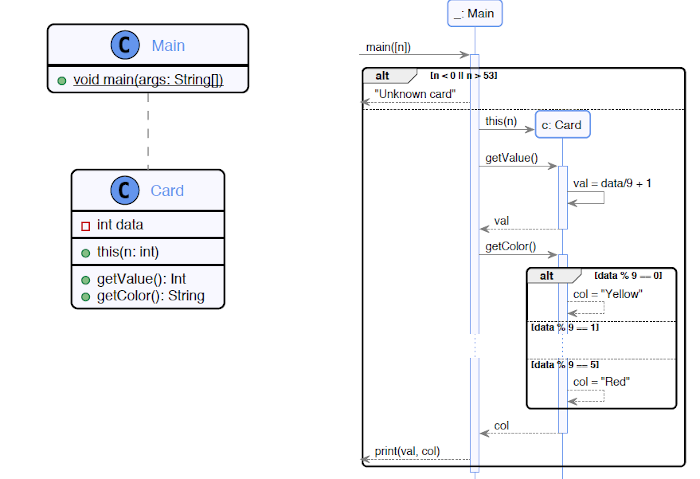 C Main
void main(args: String[])
C Card
int data
this(n: int)
getValue(): Int
getColor(): String
_: Main
main([n])
alt [n < 0 || n > 53]
"Unknown card"
this(n)
c: Card
getValue()
val = data/9 + 1
val
getColor()
alt [data % 9 == 0]
col = "Yellow"
[data % 9 == 1]
[data % 9 == 5]
col = "Red"
col
print(val, col)